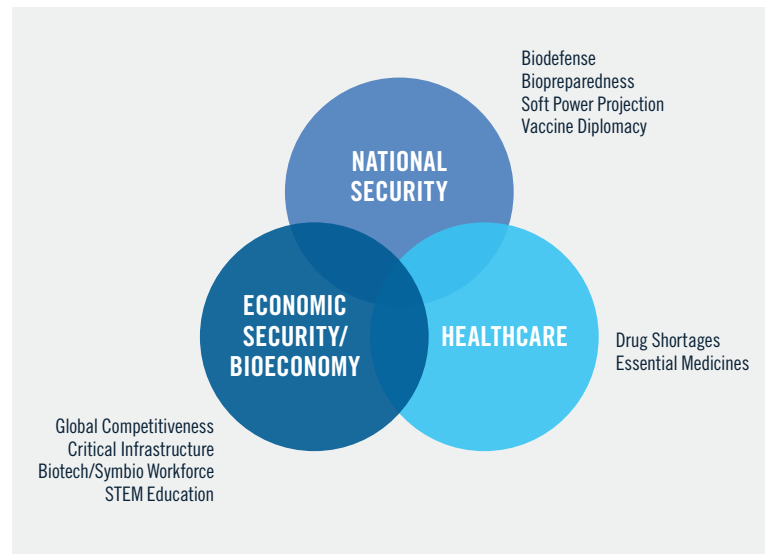 Biodefense
Biopreparedness
Soft Power Projection
Vaccine Diplomacy
NATIONAL
SECURITY
ECONOMIC
SECURITY/
BIOECONOMY
HEALTHCARE
Drug Shortages
Essential Medicines
Global Competitiveness
Critical Infrastructure
Biotech/Symbio Workforce
STEM Education